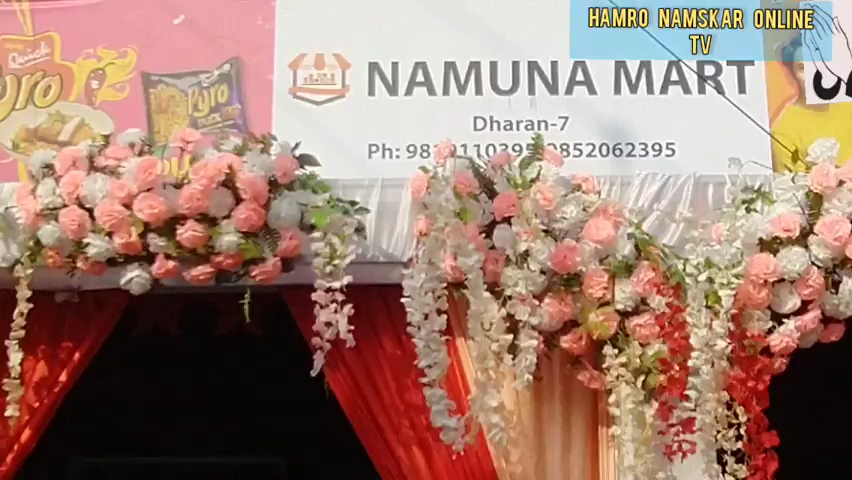 HAMRO NAMSKAR ONLINE
TV
NAMUNA MART
Dharan-7
Quick
Pyro